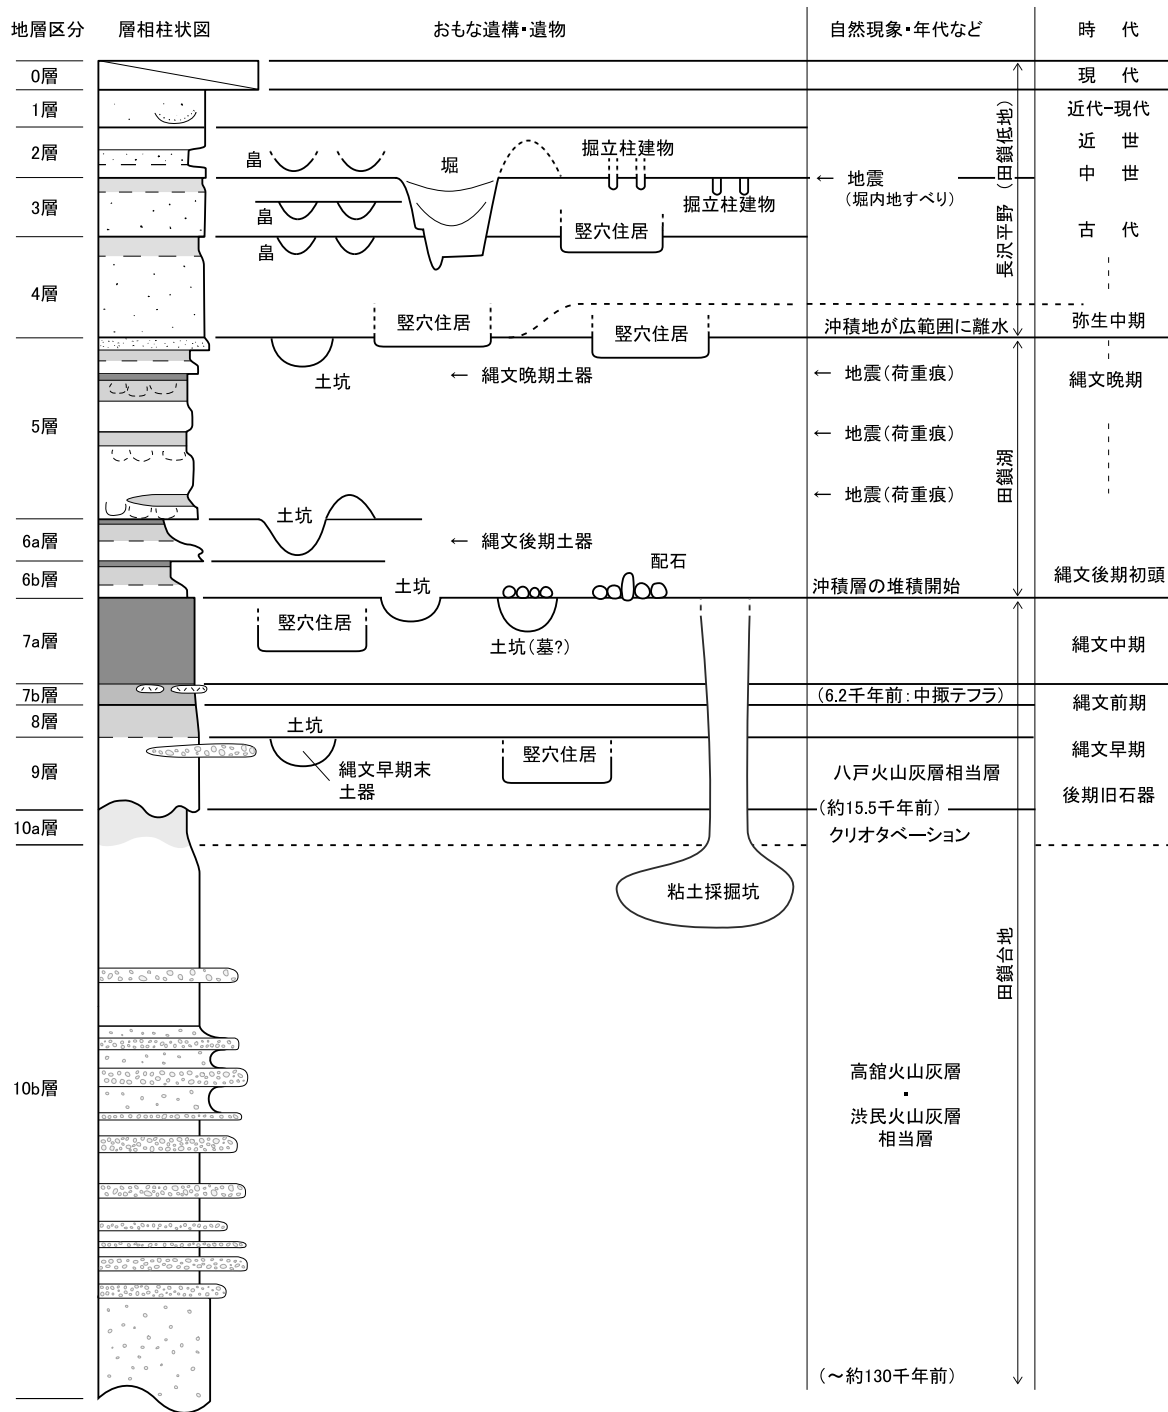 地層区分
層相柱状図
おもな遺構・遺物
自然現象・年代など
時 代
0層
現 代
1層
近代-現代
2層
畠
堀
掘立柱建物
近 世
← 地震
(堀内地すべり)
中 世
3層
畠
掘立柱建物
竪穴住居
古 代
畠
4層
竪穴住居
竪穴住居
沖積地が広範囲に離水
弥生中期
長沢平野 (田鎖低地)
土坑
← 縄文晩期土器
← 地震(荷重痕)
縄文晩期
5層
← 地震(荷重痕)
田鎖湖
← 地震(荷重痕)
土坑
6a層
← 縄文後期土器
6b層
土坑
配石
沖積層の堆積開始
縄文後期初頭
竪穴住居
7a層
土坑(墓?)
縄文中期
7b層
(6.2千年前:中掫テフラ)
縄文前期
8層
土坑
竪穴住居
縄文早期
9層
縄文早期末
土器
八戸火山灰層相当層
後期旧石器
(約15.5千年前)
10a層
クリオタベーション
粘土採掘坑
田鎖台地
10b層
高舘火山灰層
・
渋民火山灰層
相当層
(～約130千年前)